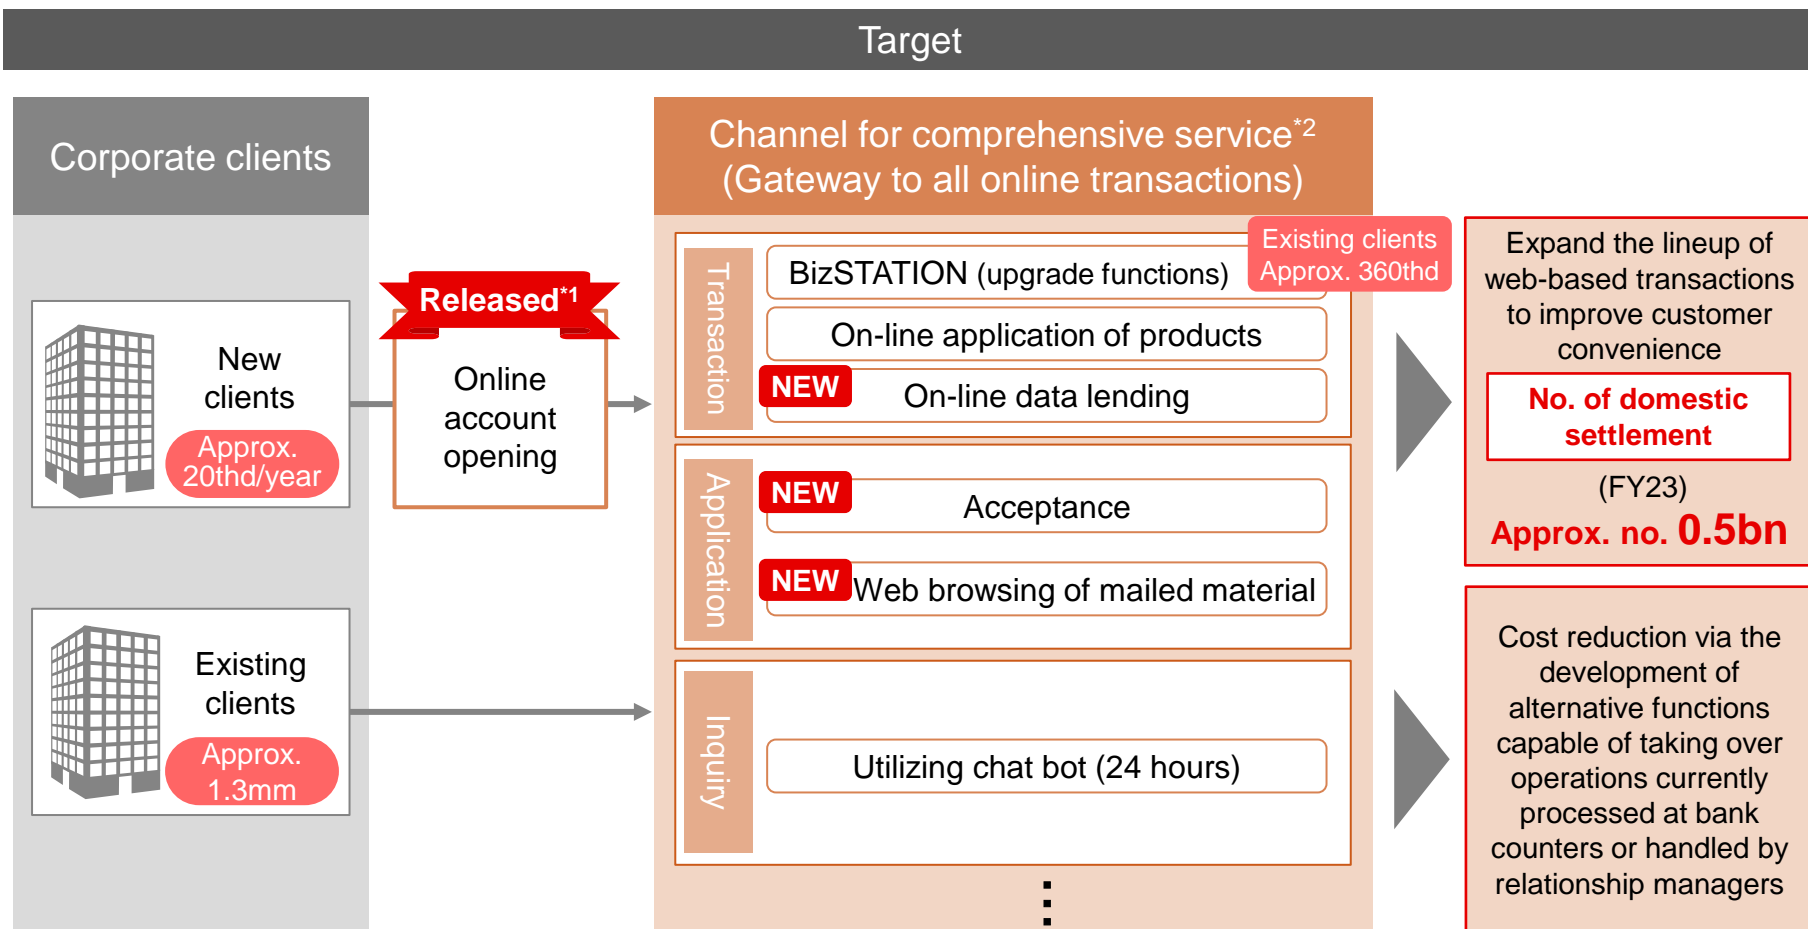 Target
Corporate clients
New
clients
Approx.
20thd/year
Existing
clients
Approx.
1.3mm
Released*1
Online
account
opening
Channel for comprehensive service*2
(Gateway to all online transactions)
Existing clients
Approx. 360thd
Transaction
BizSTATION (upgrade functions)
On-line application of products
NEW
On-line data lending
Application
NEW
Acceptance
NEW
Web browsing of mailed material
Inquiry
Utilizing chat bot (24 hours)
Expand the lineup of
web-based transactions
to improve customer
convenience
No. of domestic
settlement
(FY23)
Approx. no. 0.5bn
Cost reduction via the
development of
alternative functions
capable of taking over
operations currently
processed at bank
counters or handled by
relationship managers